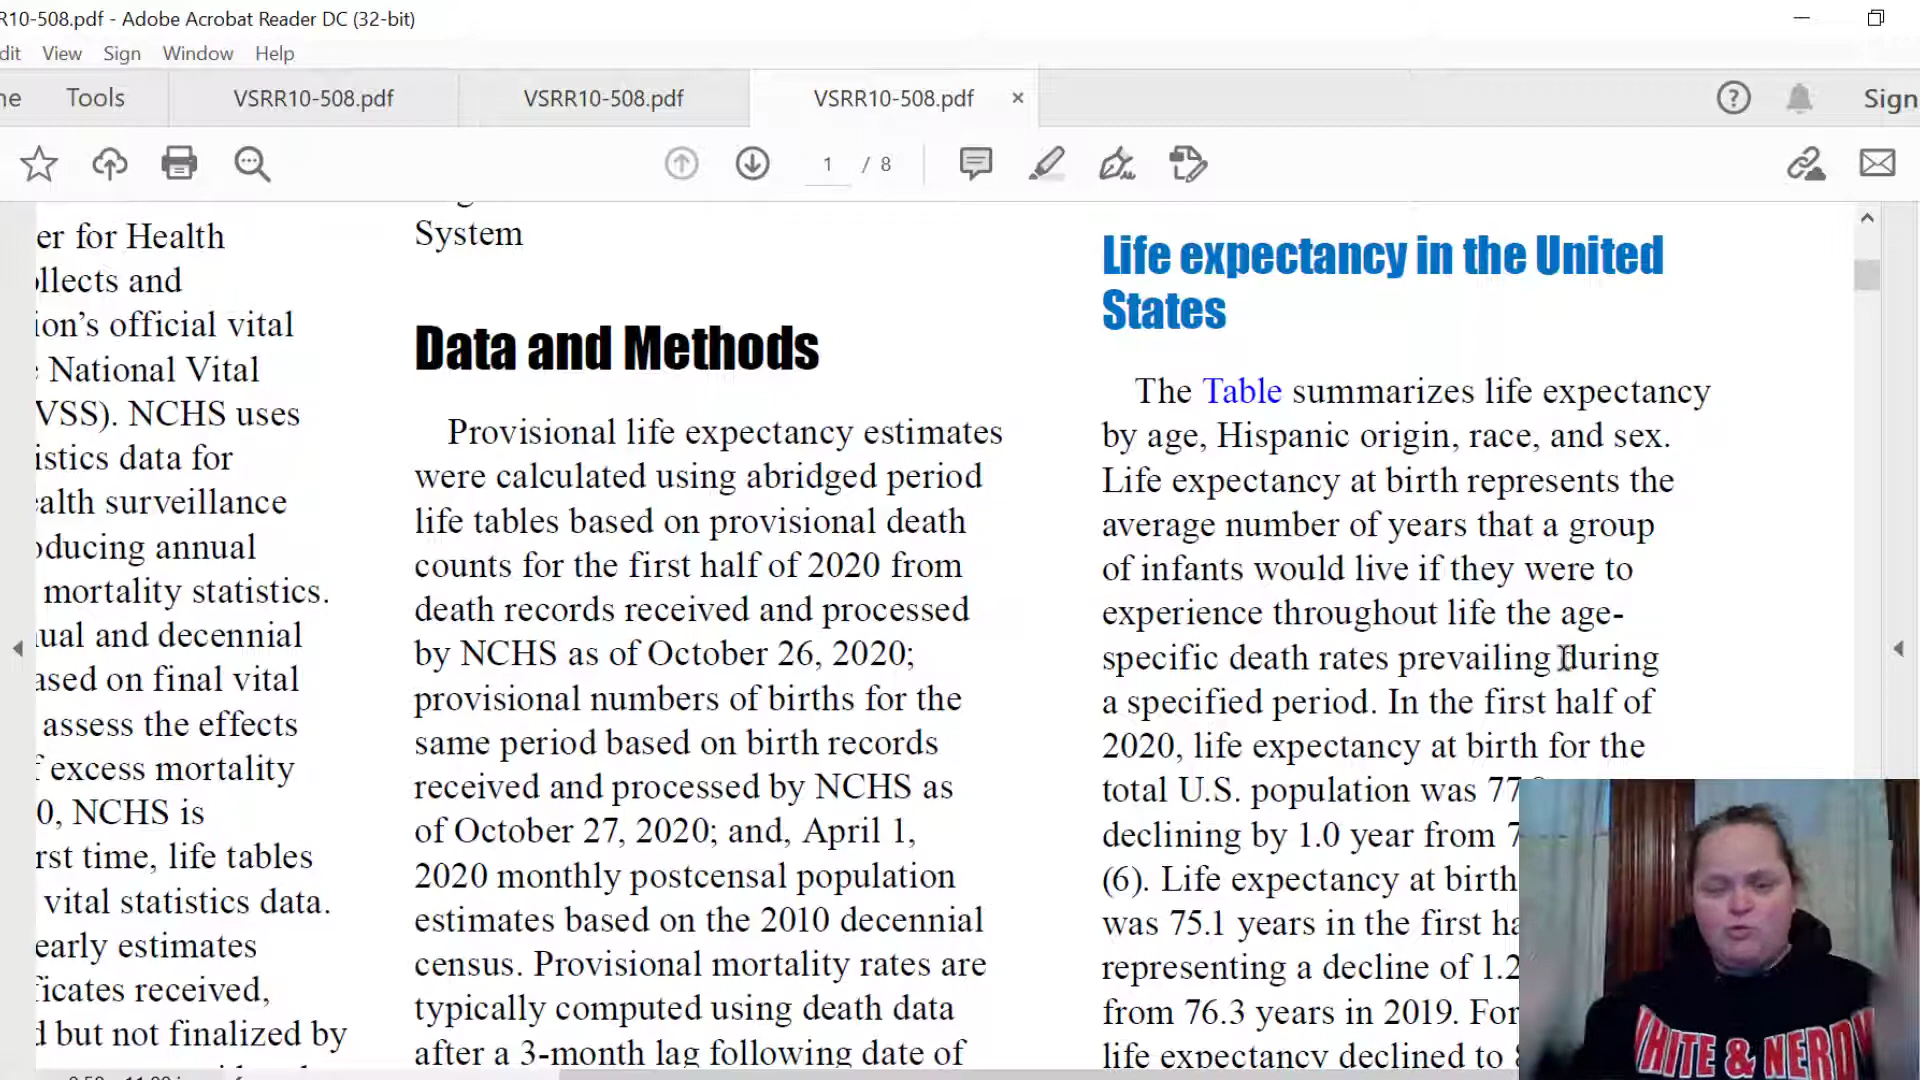 R10-508.pdf - Adobe Acrobat Reader DC (32-bit)
dit View Sign Window Help
ne Tools VSRR10-508.pdf VSRR10-508.pdf VSRR10-508.pdf × Sign
1 / 8
er for Health
ollects and
ion's official vital
National Vital
VSS). NCHS uses
istics data for
ealth surveillance
oducing annual
mortality statistics.
nual and decennial
ased on final vital
assess the effects
f excess mortality
0, NCHS is
rst time, life tables
vital statistics data.
early estimates
ficates received,
d but not finalized by
System
Data and Methods
Provisional life expectancy estimates
were calculated using abridged period
life tables based on provisional death
counts for the first half of 2020 from
death records received and processed
by NCHS as of October 26, 2020;
provisional numbers of births for the
same period based on birth records
received and processed by NCHS as
of October 27, 2020; and, April 1,
2020 monthly postcensal population
estimates based on the 2010 decennial
census. Provisional mortality rates are
typically computed using death data
after a 3-month lag following date of
Life expectancy in the United
States
The Table summarizes life expectancy
by age, Hispanic origin, race, and sex.
Life expectancy at birth represents the
average number of years that a group
of infants would live if they were to
experience throughout life the age-
specific death rates prevailing during
a specified period. In the first half of
2020, life expectancy at birth for the
total U.S. population was 77
declining by 1.0 year from 7
(6). Life expectancy at birth
was 75.1 years in the first ha
representing a decline of 1.2
from 76.3 years in 2019. For
life expectancy declined to
WHITE & NERDY